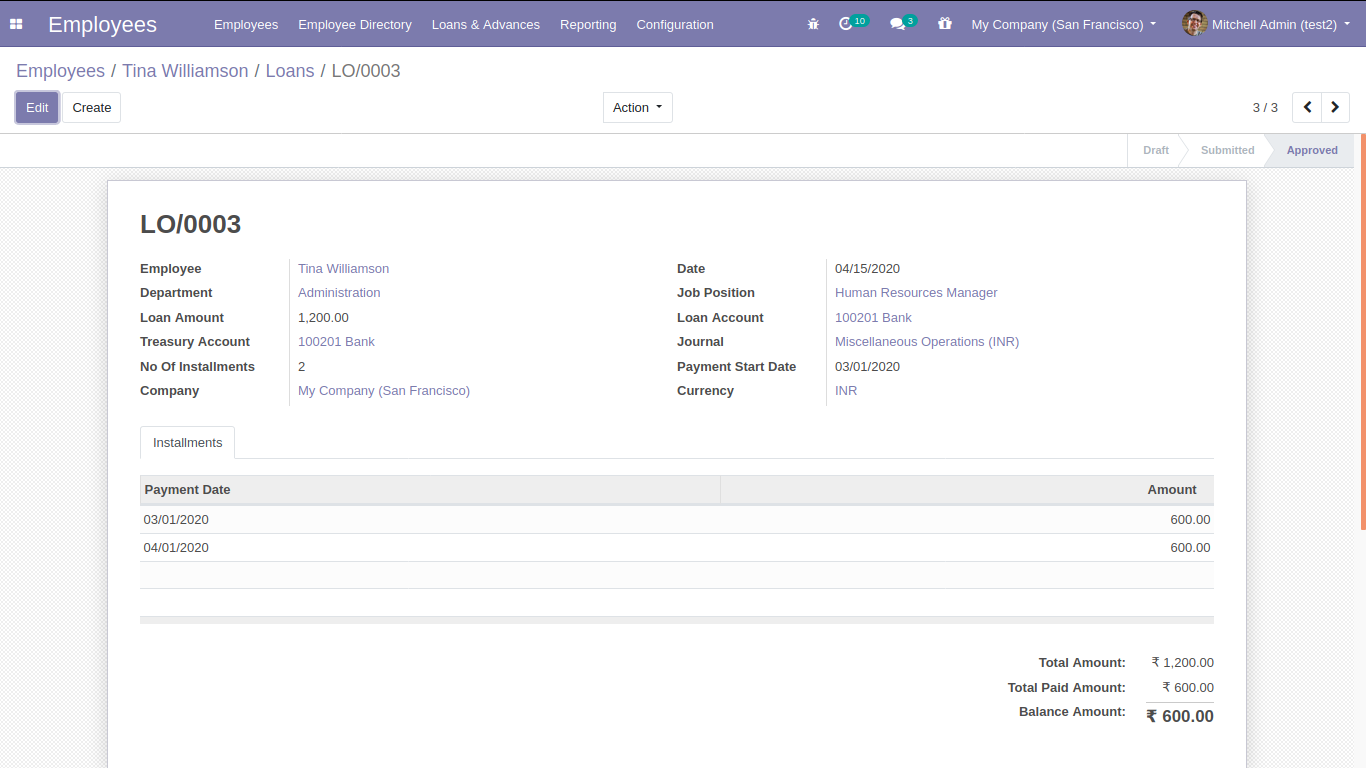 Employees Employees Employee Directory Loans & Advances Reporting Configuration 10 3 My Company (San Francisco) Mitchell Admin (test2)
Employees / Tina Williamson / Loans / LO/0003
Edit Create Action 3 / 3
Draft Submitted Approved
LO/0003
Employee Tina Williamson Date 04/15/2020
Department Administration Job Position Human Resources Manager
Loan Amount 1,200.00 Loan Account 100201 Bank
Treasury Account 100201 Bank Journal Miscellaneous Operations (INR)
No Of Installments 2 Payment Start Date 03/01/2020
Company My Company (San Francisco) Currency INR
Installments
Payment Date Amount
03/01/2020 600.00
04/01/2020 600.00
Total Amount: ₹ 1,200.00
Total Paid Amount: ₹ 600.00
Balance Amount: ₹ 600.00